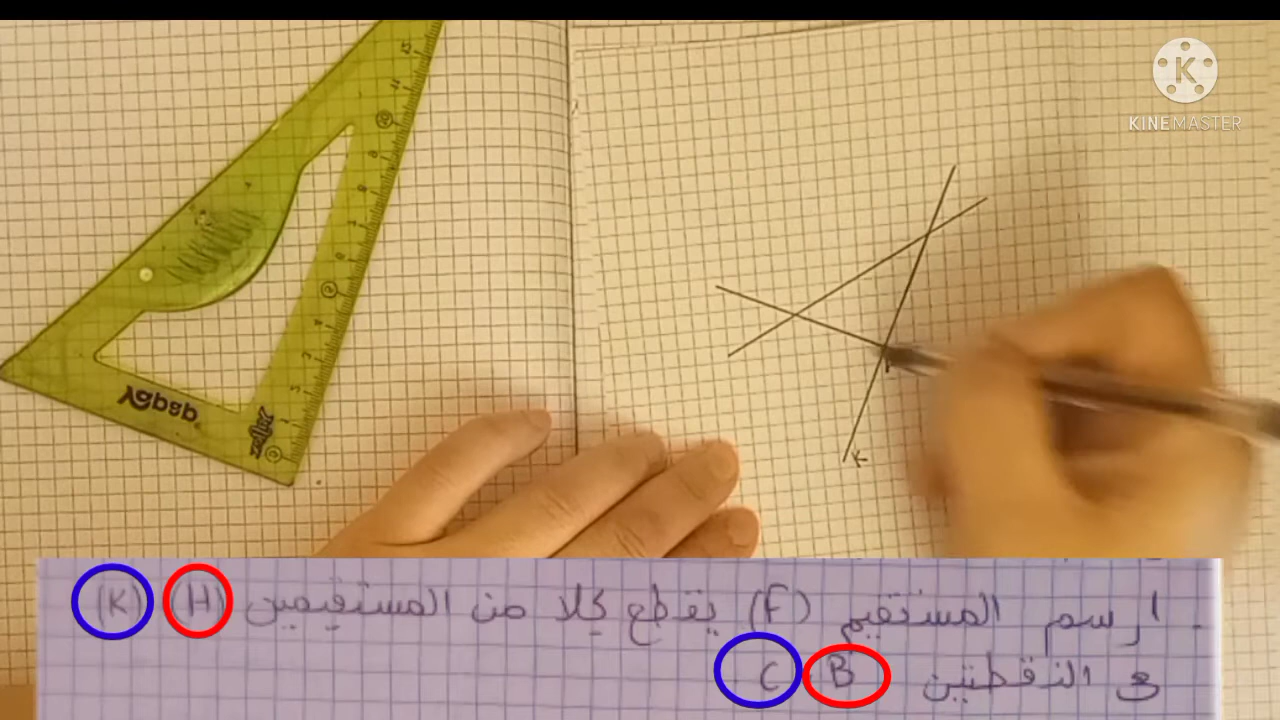 KINEMASTER
K
ارسم المستقيم (F) يقطع كلا من المستقيمين (H) (K)
في النقطتين B C